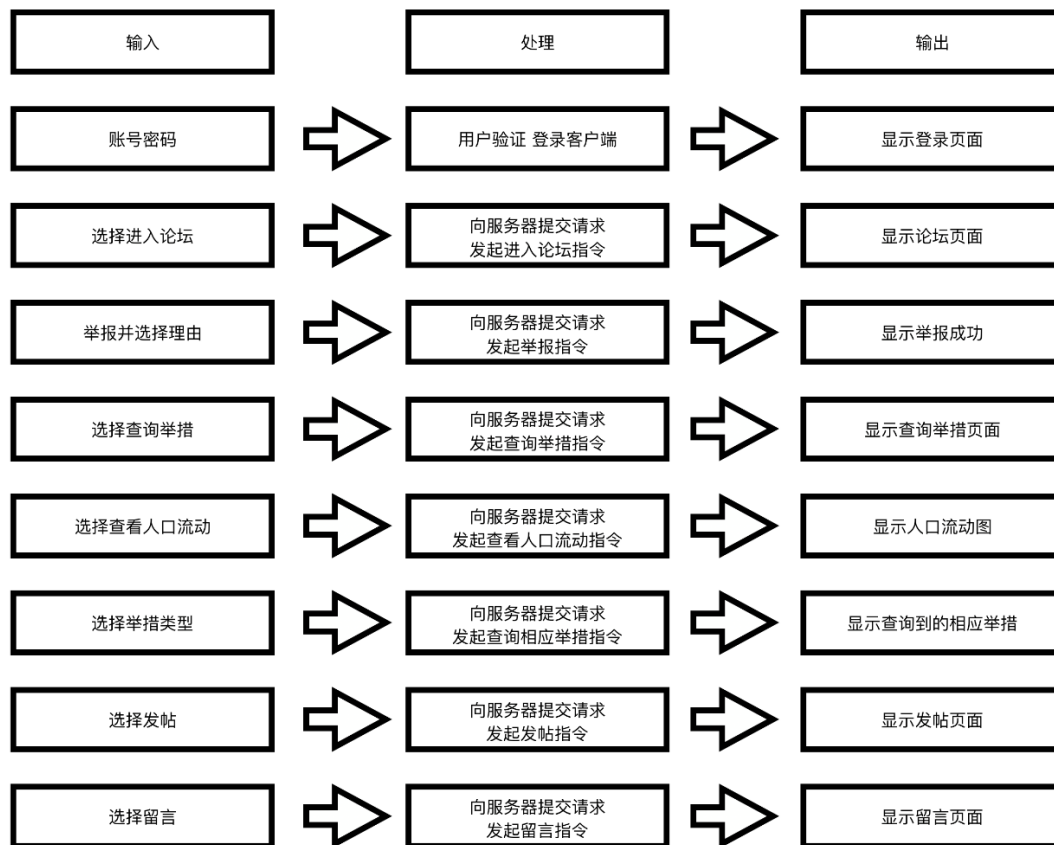 输入
处理
输出
账号密码
用户验证 登录客户端
显示登录页面
选择进入论坛
向服务器提交请求
发起进入论坛指令
显示论坛页面
举报并选择理由
向服务器提交请求
发起举报指令
显示举报成功
选择查询举措
向服务器提交请求
发起查询举措指令
显示查询举措页面
选择查看人口流动
向服务器提交请求
发起查看人口流动指令
显示人口流动图
选择举措类型
向服务器提交请求
发起查询相应举措指令
显示查询到的相应举措
选择发帖
向服务器提交请求
发起发帖指令
显示发帖页面
选择留言
向服务器提交请求
发起留言指令
显示留言页面